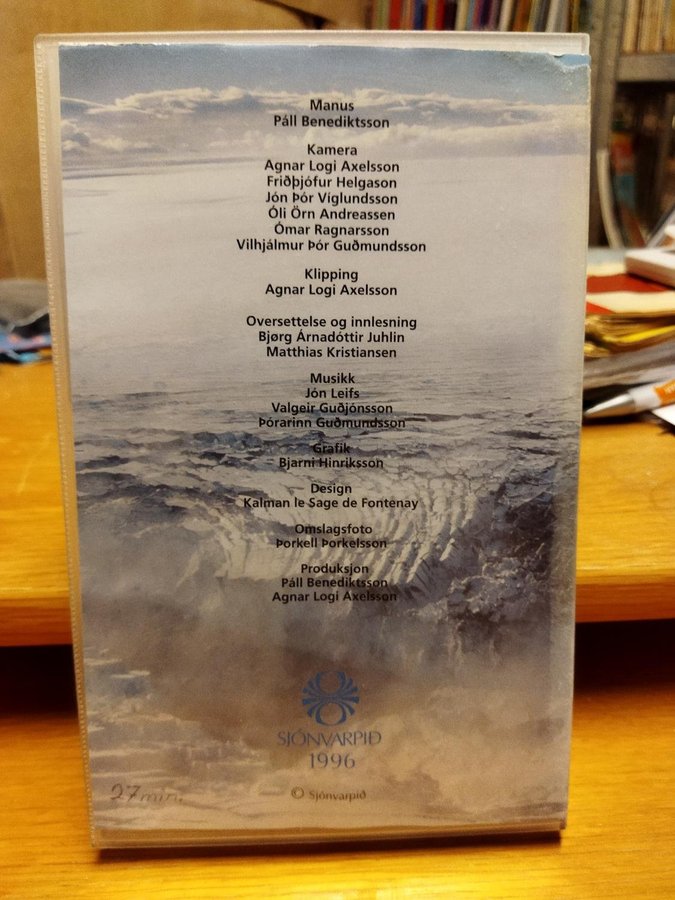 Manus
Páll Benediktsson
Kamera
Agnar Logi Axelsson
Friðþjófur Helgason
Jón Þór Víglundsson
Óli Örn Andreassen
Ómar Ragnarsson
Vilhjálmur Þór Guðmundsson
Klipping
Agnar Logi Axelsson
Oversettelse og innlesning
Bjørg Árnadóttir Juhlin
Matthias Kristiansen
Musikk
Jón Leifs
Valgeir Guðjónsson
Þórarinn Guðmundsson
Grafik
Bjarni Hinriksson
Design
Kalman le Sage de Fontenay
Omslagsfoto
Þorkell Þorkelsson
Produksjon
Páll Benediktsson
Agnar Logi Axelsson
SJÓNVARPIÐ
1996
© Sjónvarpið
27 min.